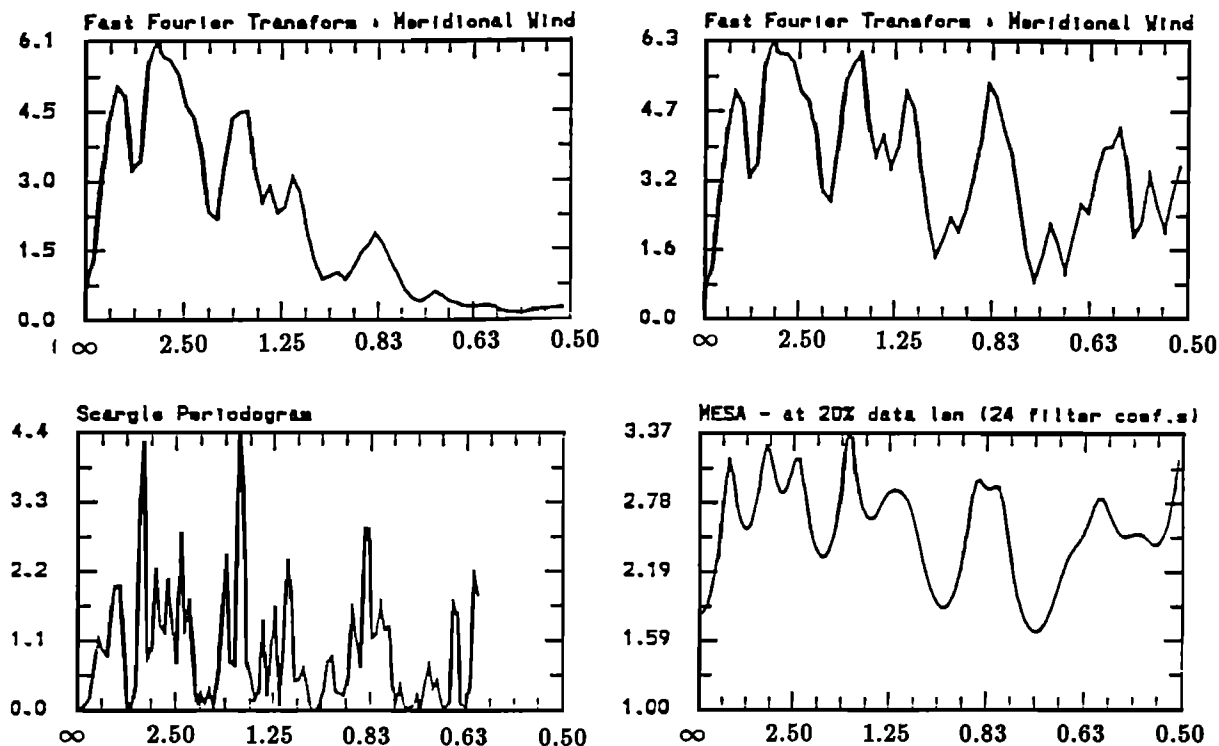 Fast Fourier Transform : Meridional Wind
6.1
4.5
3.0
1.5
0.0
∞ 2.50 1.25 0.83 0.63 0.50
Fast Fourier Transform : Meridional Wind
6.3
4.7
3.2
1.6
0.0
∞ 2.50 1.25 0.83 0.63 0.50
Scargle Periodogram
4.4
3.3
2.2
1.1
0.0
∞ 2.50 1.25 0.83 0.63 0.50
MESA - at 20% data len (24 filter coef.s)
3.37
2.78
2.19
1.59
1.00
∞ 2.50 1.25 0.83 0.63 0.50